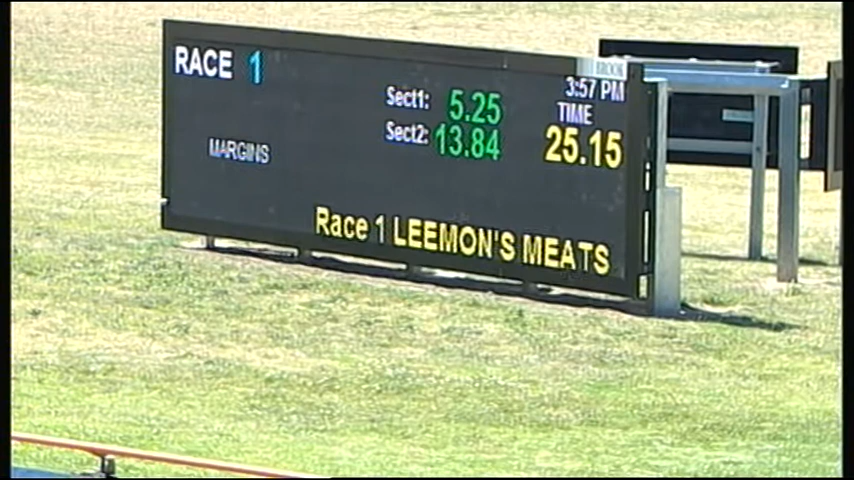 RACE 1
BROOK
3:57 PM
Sect1: 5.25
TIME
Sect2: 13.84
25.15
MARGINS
Race 1 LEEMON'S MEATS